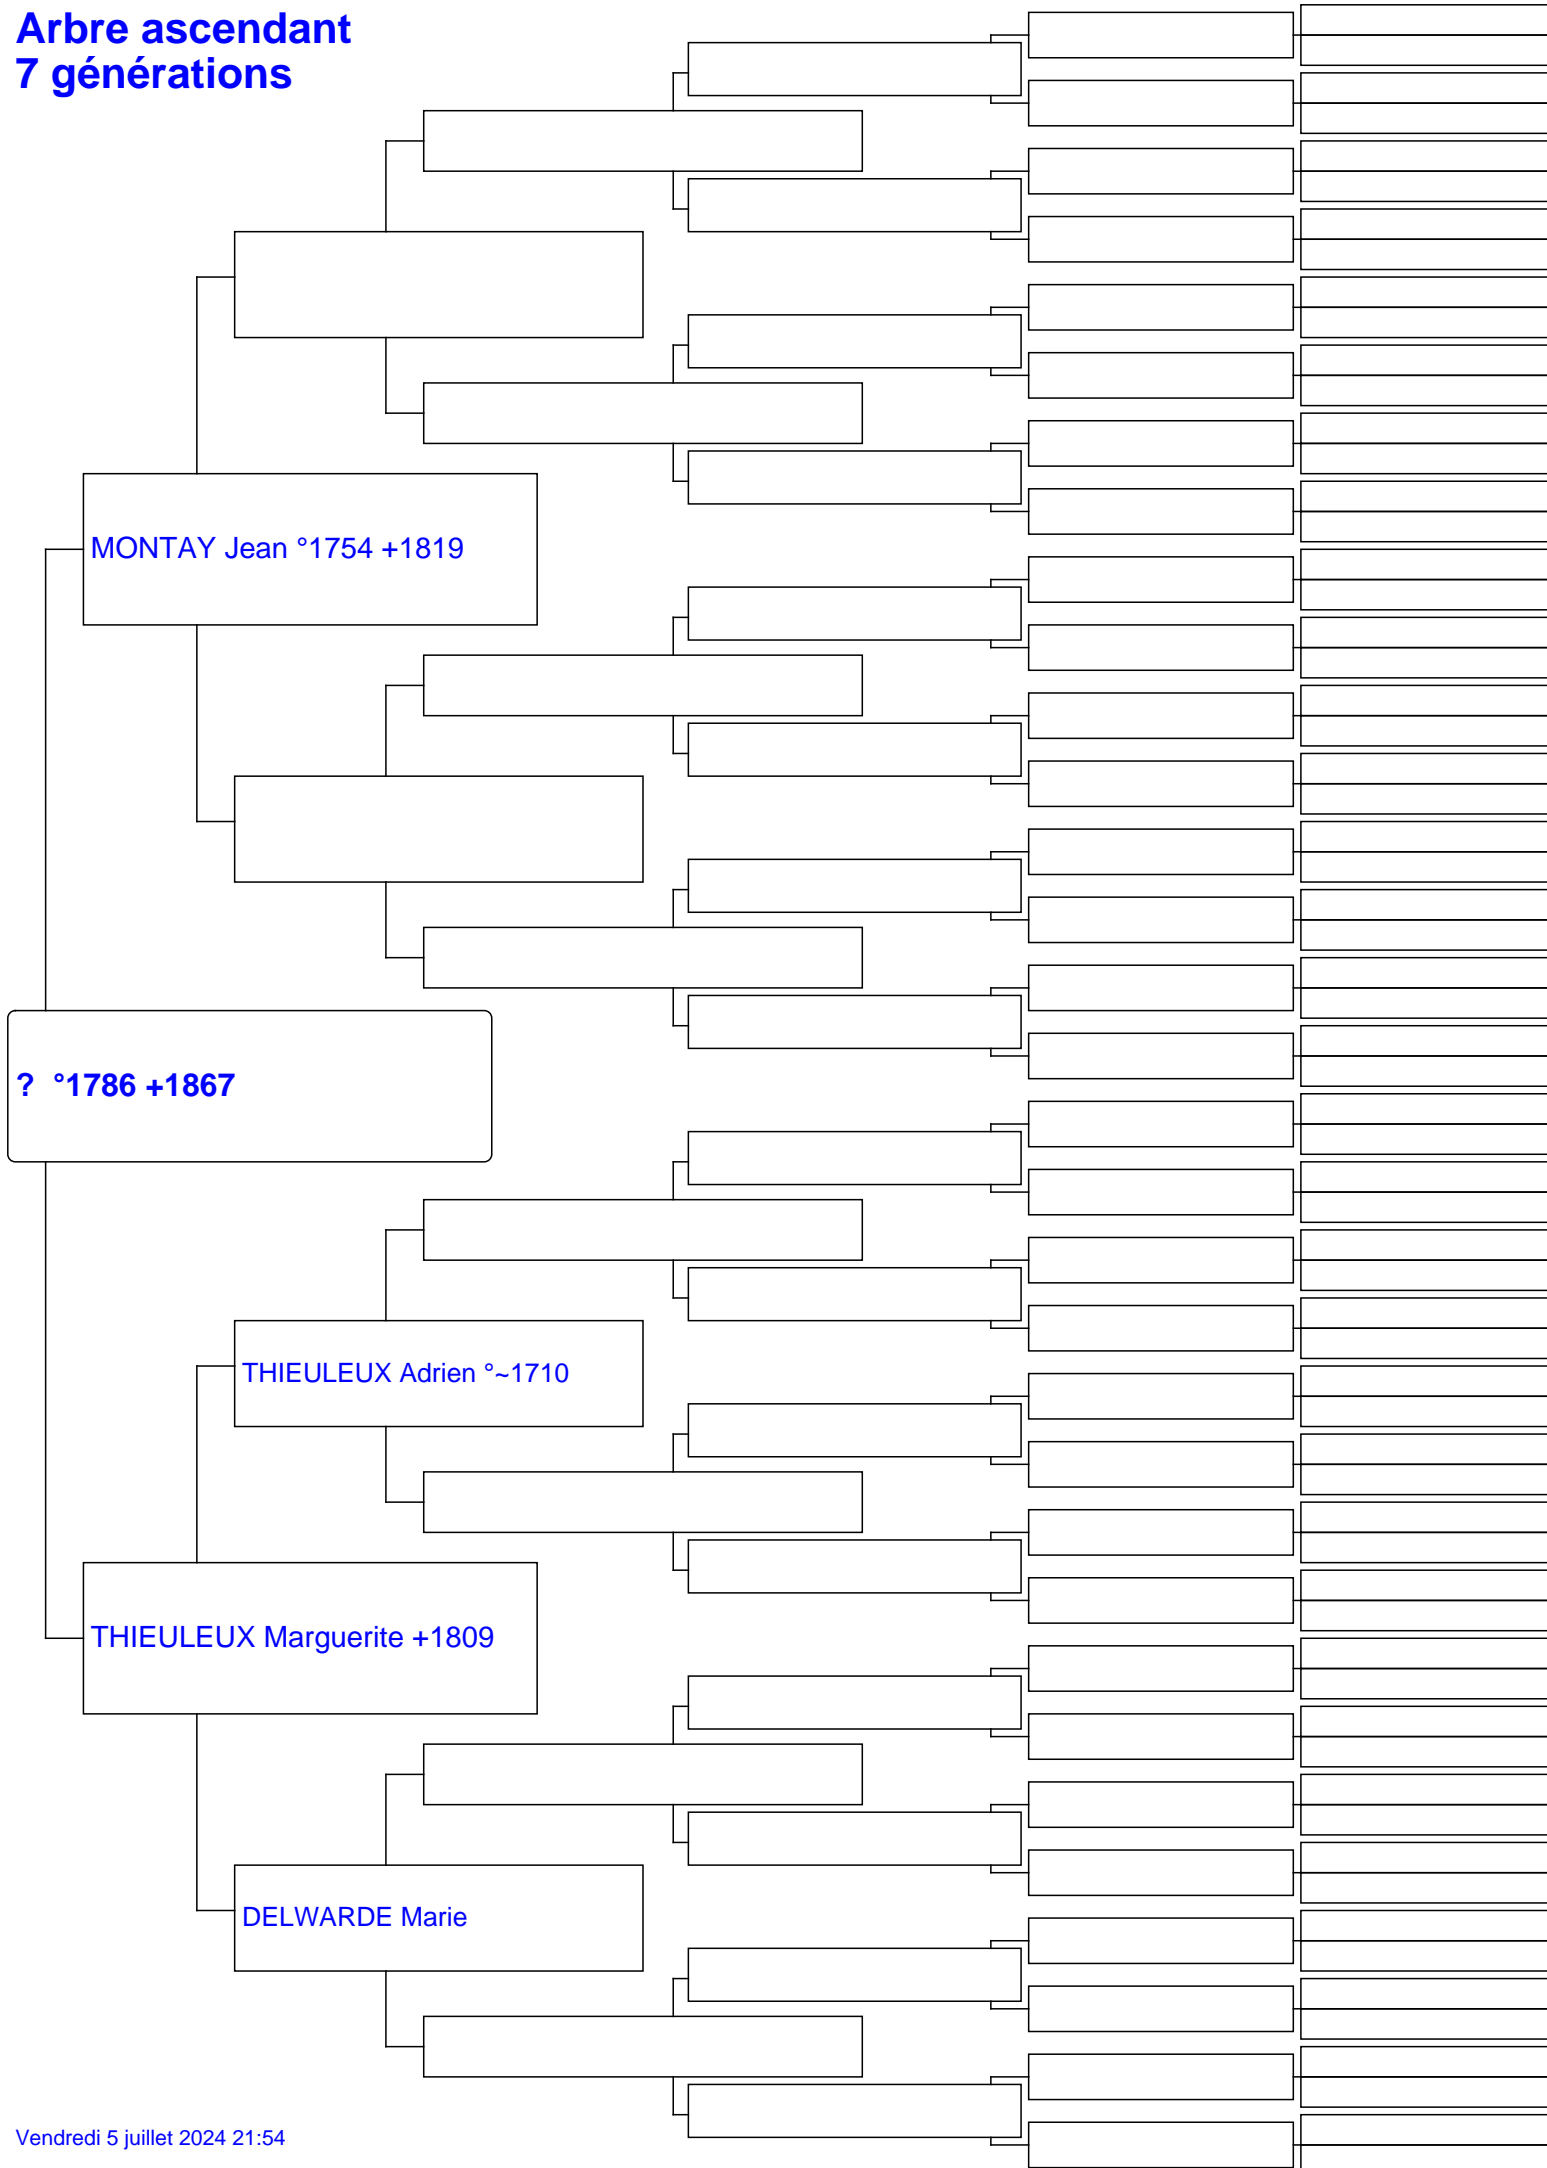 Arbre ascendant
7 générations
MONTAY Jean °1754 +1819
? °1786 +1867
THIEULEUX Adrien °~1710
THIEULEUX Marguerite +1809
DELWARDE Marie
Vendredi 5 juillet 2024 21:54